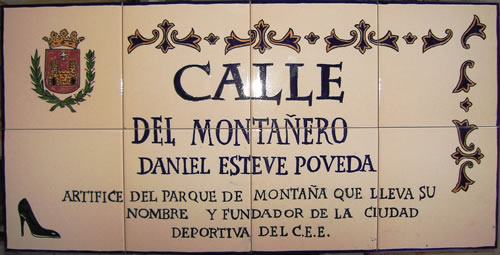 CALLE
DEL MONTAÑERO
DANIEL ESTEVE POVEDA
ARTIFICE DEL PARQUE DE MONTAÑA QUE LLEVA SU
NOMBRE Y FUNDADOR DE LA CIUDAD
DEPORTIVA DEL C.E.E.